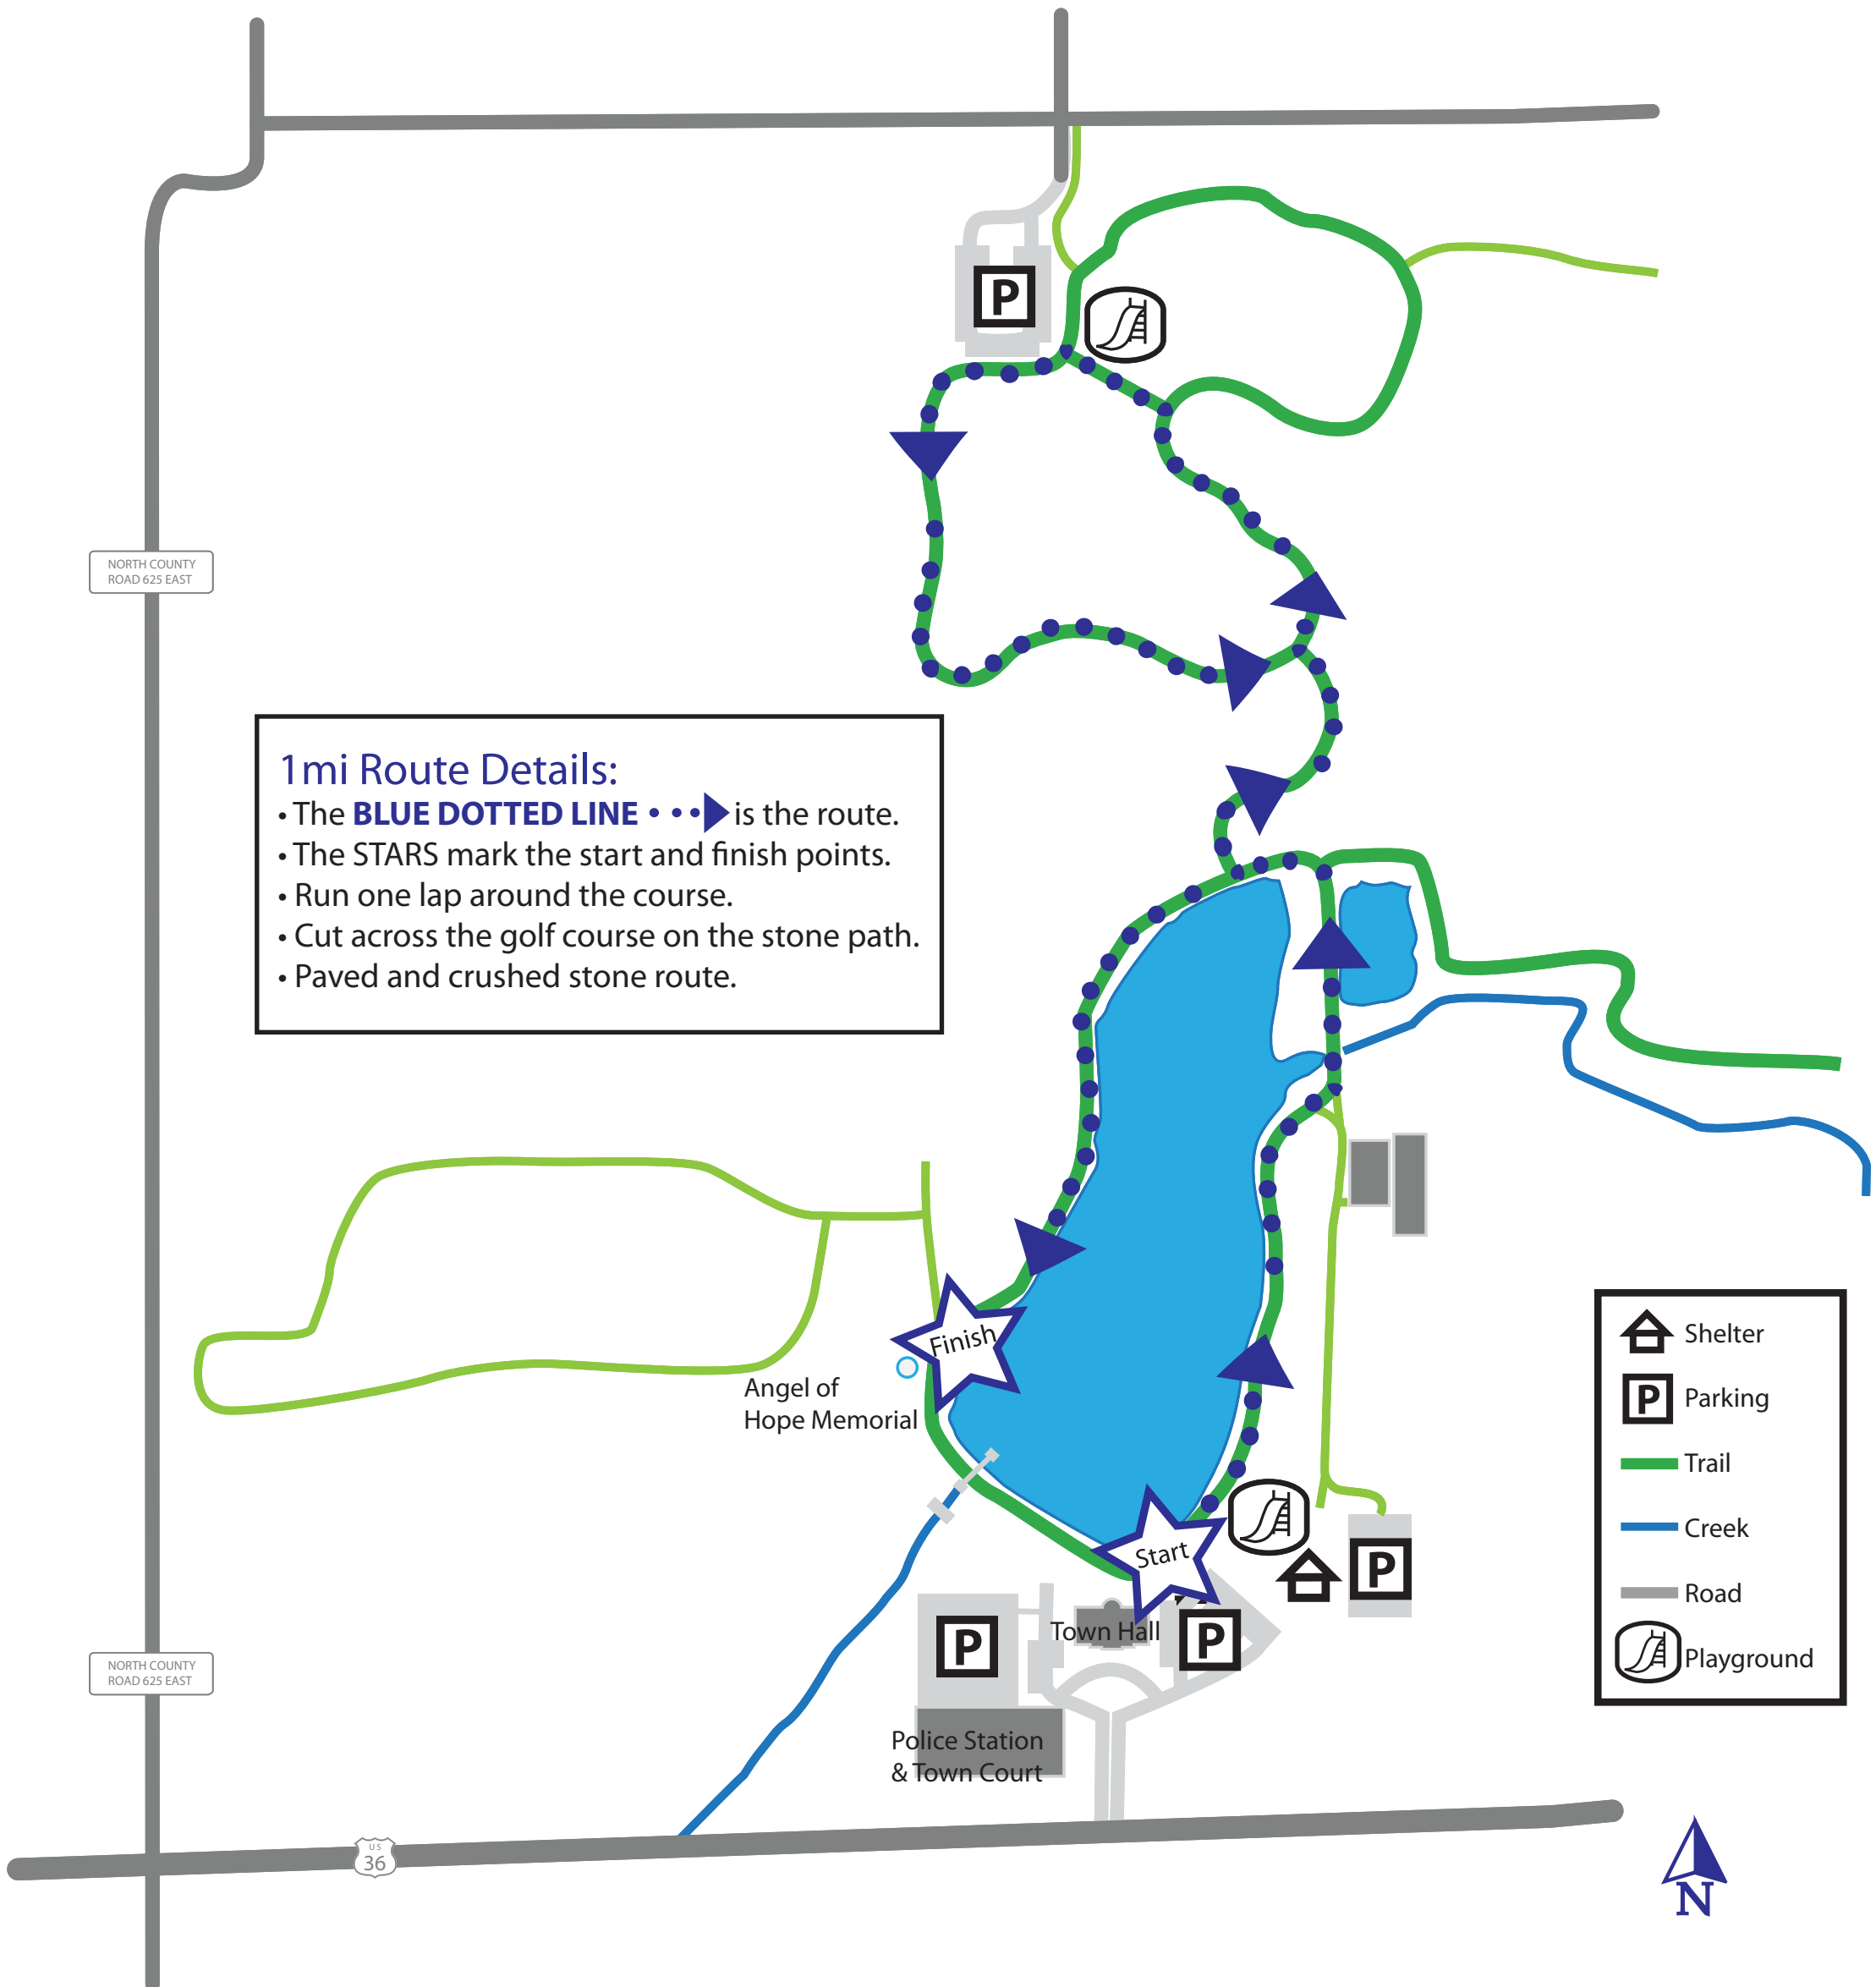 P
NORTH COUNTY
ROAD 625 EAST
1mi Route Details:
• The BLUE DOTTED LINE is the route.
• The STARS mark the start and finish points.
• Run one lap around the course.
• Cut across the golf course on the stone path.
• Paved and crushed stone route.
Finish
Angel of
Hope Memorial
Start
P
Town Hall
P
P
Police Station
& Town Court
Shelter
P Parking
Trail
Creek
Road
Playground
NORTH COUNTY
ROAD 625 EAST
US
36
N